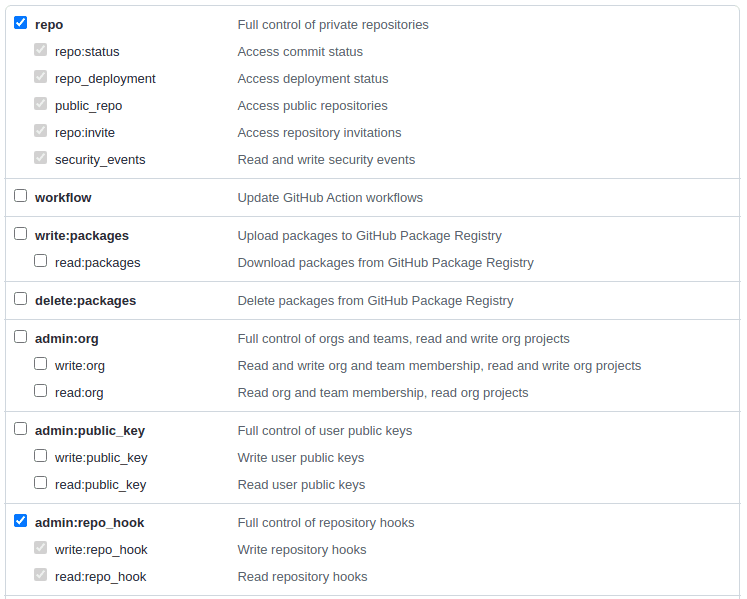 repo Full control of private repositories
repo:status Access commit status
repo_deployment Access deployment status
public_repo Access public repositories
repo:invite Access repository invitations
security_events Read and write security events
workflow Update GitHub Action workflows
write:packages Upload packages to GitHub Package Registry
read:packages Download packages from GitHub Package Registry
delete:packages Delete packages from GitHub Package Registry
admin:org Full control of orgs and teams, read and write org projects
write:org Read and write org and team membership, read and write org projects
read:org Read org and team membership, read org projects
admin:public_key Full control of user public keys
write:public_key Write user public keys
read:public_key Read user public keys
admin:repo_hook Full control of repository hooks
write:repo_hook Write repository hooks
read:repo_hook Read repository hooks